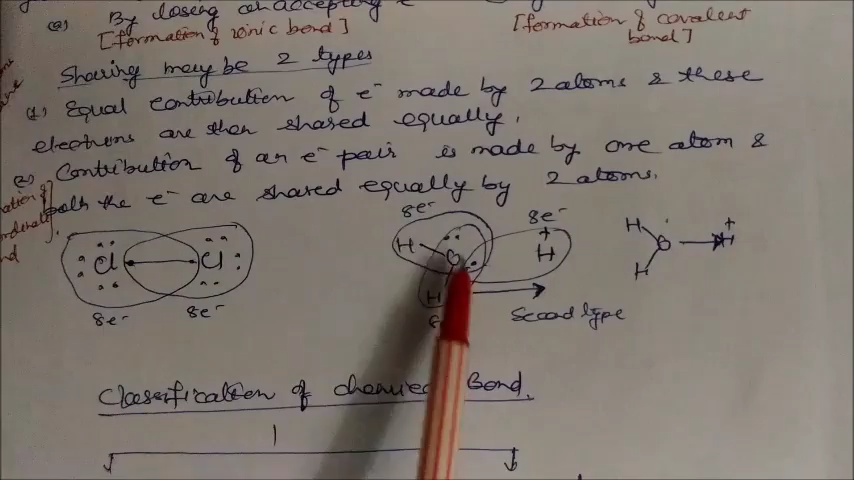 (a) By losing or accepting e-
[formation of ionic bond]
[formation of covalent
bond]
Sharing may be 2 types
(1) Equal contribution of e- made by 2 atoms & these
electrons are then shared equally.
(2) Contribution of an e- pair is made by one atom &
both the e- are shared equally by 2 atoms.
8e- 8e-
Cl Cl
8e- 8e-
H O H+
H
Second type
H
O → H+
H
Classification of chemical Bond.